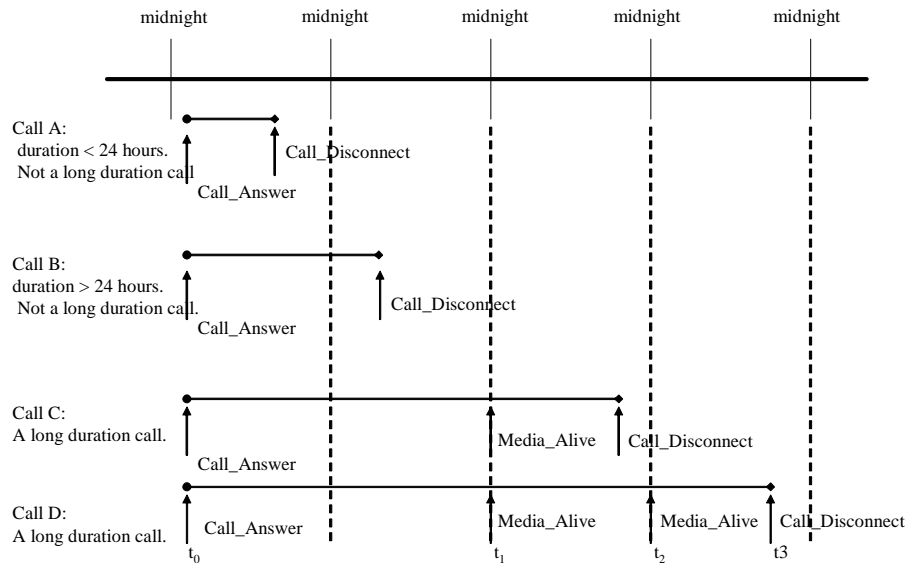 midnight midnight midnight midnight midnight
Call A:
duration < 24 hours.
Not a long duration call
Call_Disconnect
Call_Answer
Call B:
duration > 24 hours.
Not a long duration call.
Call_Disconnect
Call_Answer
Call C:
A long duration call.
Media_Alive
Call_Disconnect
Call_Answer
Call D:
A long duration call.
Call_Answer
Media_Alive
Media_Alive
Call_Disconnect
t0 t1 t2 t3